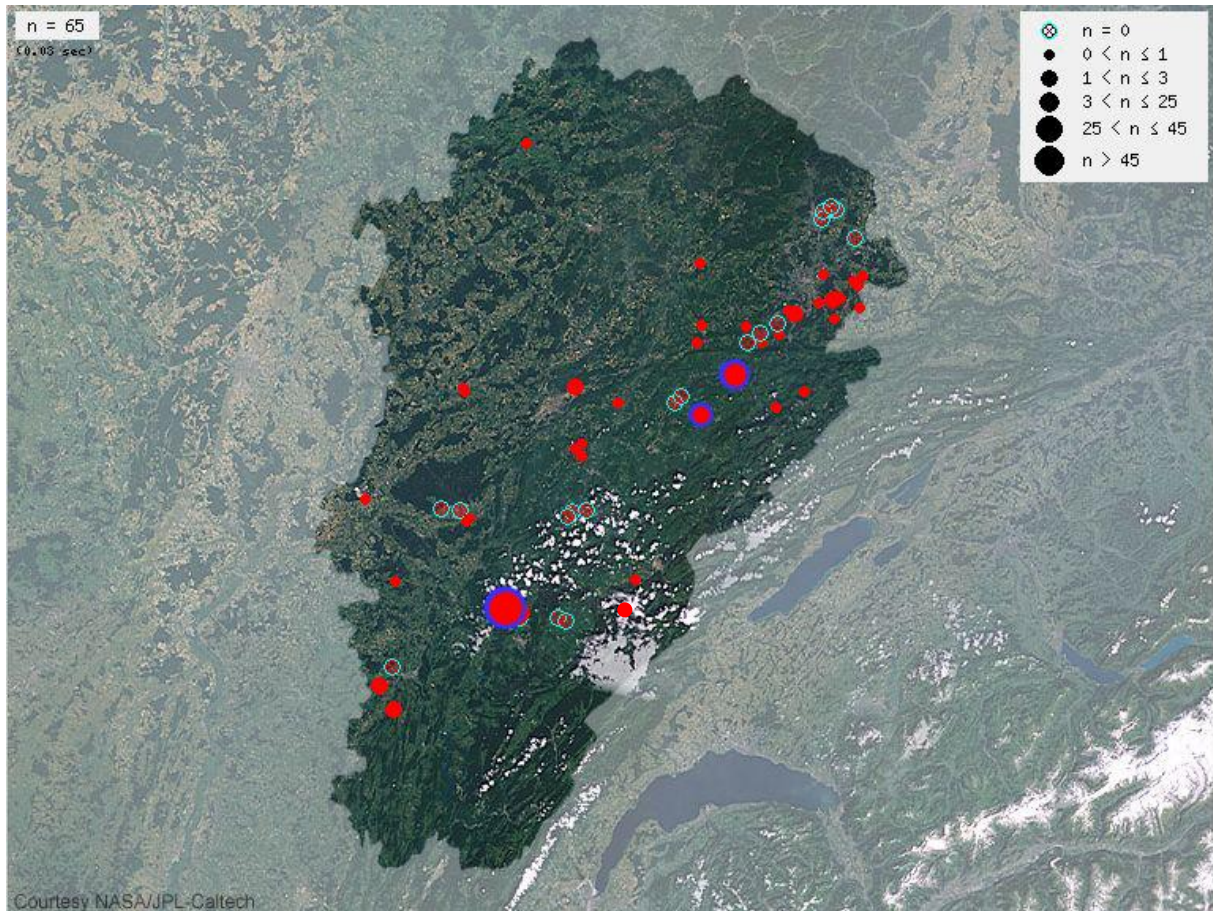 n = 65
(0.03 sec)
n = 0
0 < n ≤ 1
1 < n ≤ 3
3 < n ≤ 25
25 < n ≤ 45
n > 45
Courtesy NASA/JPL-Caltech